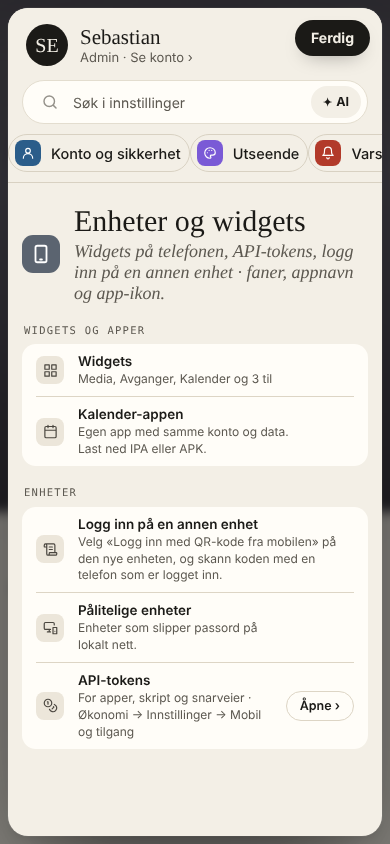 SE
Sebastian
Admin · Se konto ›
Ferdig
Søk i innstillinger
AI
Konto og sikkerhet
Utseende
Vars
Enheter og widgets
Widgets på telefonen, API-tokens, logg
inn på en annen enhet · faner, appnavn
og app-ikon.
WIDGETS OG APPER
Widgets
Media, Avganger, Kalender og 3 til
Kalender-appen
Egen app med samme konto og data.
Last ned IPA eller APK.
ENHETER
Logg inn på en annen enhet
Velg «Logg inn med QR-kode fra mobilen» på
den nye enheten, og skann koden med en
telefon som er logget inn.
Pålitelige enheter
Enheter som slipper passord på
lokalt nett.
API-tokens
For apper, skript og snarveier ·
Økonomi → Innstillinger → Mobil
og tilgang
Åpne ›